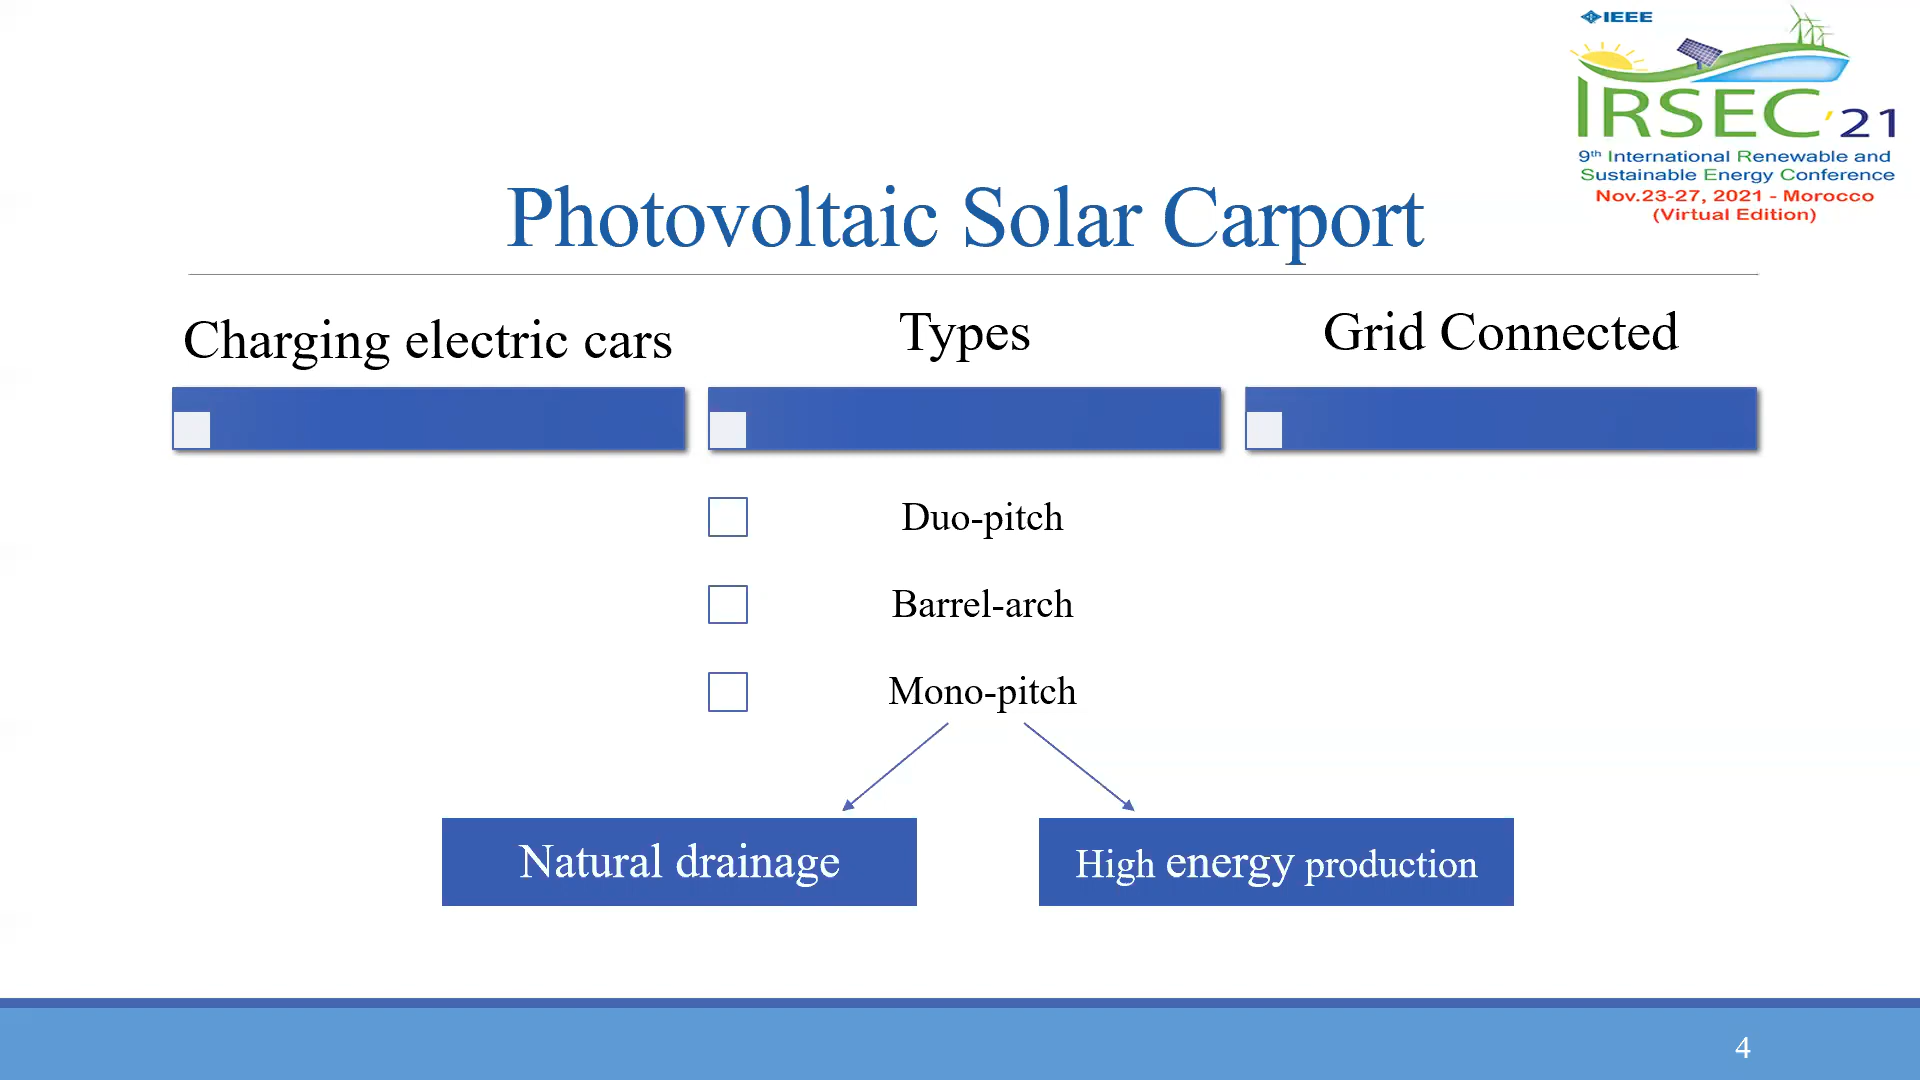 IEEE
IRSEC'21
9th International Renewable and
Sustainable Energy Conference
Nov.23-27, 2021 - Morocco
(Virtual Edition)
Photovoltaic Solar Carport
Charging electric cars
Types
Grid Connected
Duo-pitch
Barrel-arch
Mono-pitch
Natural drainage
High energy production
4